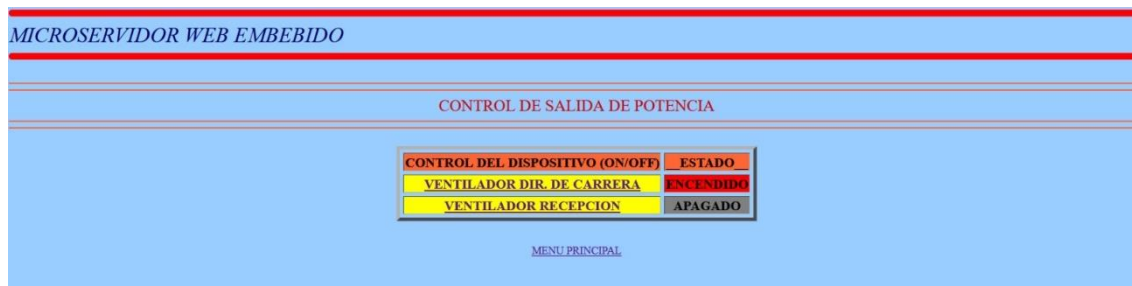 MICROSERVIDOR WEB EMBEBIDO
CONTROL DE SALIDA DE POTENCIA
CONTROL DEL DISPOSITIVO (ON/OFF) __ESTADO__
VENTILADOR DIR. DE CARRERA ENCENDIDO
VENTILADOR RECEPCION APAGADO
MENU PRINCIPAL